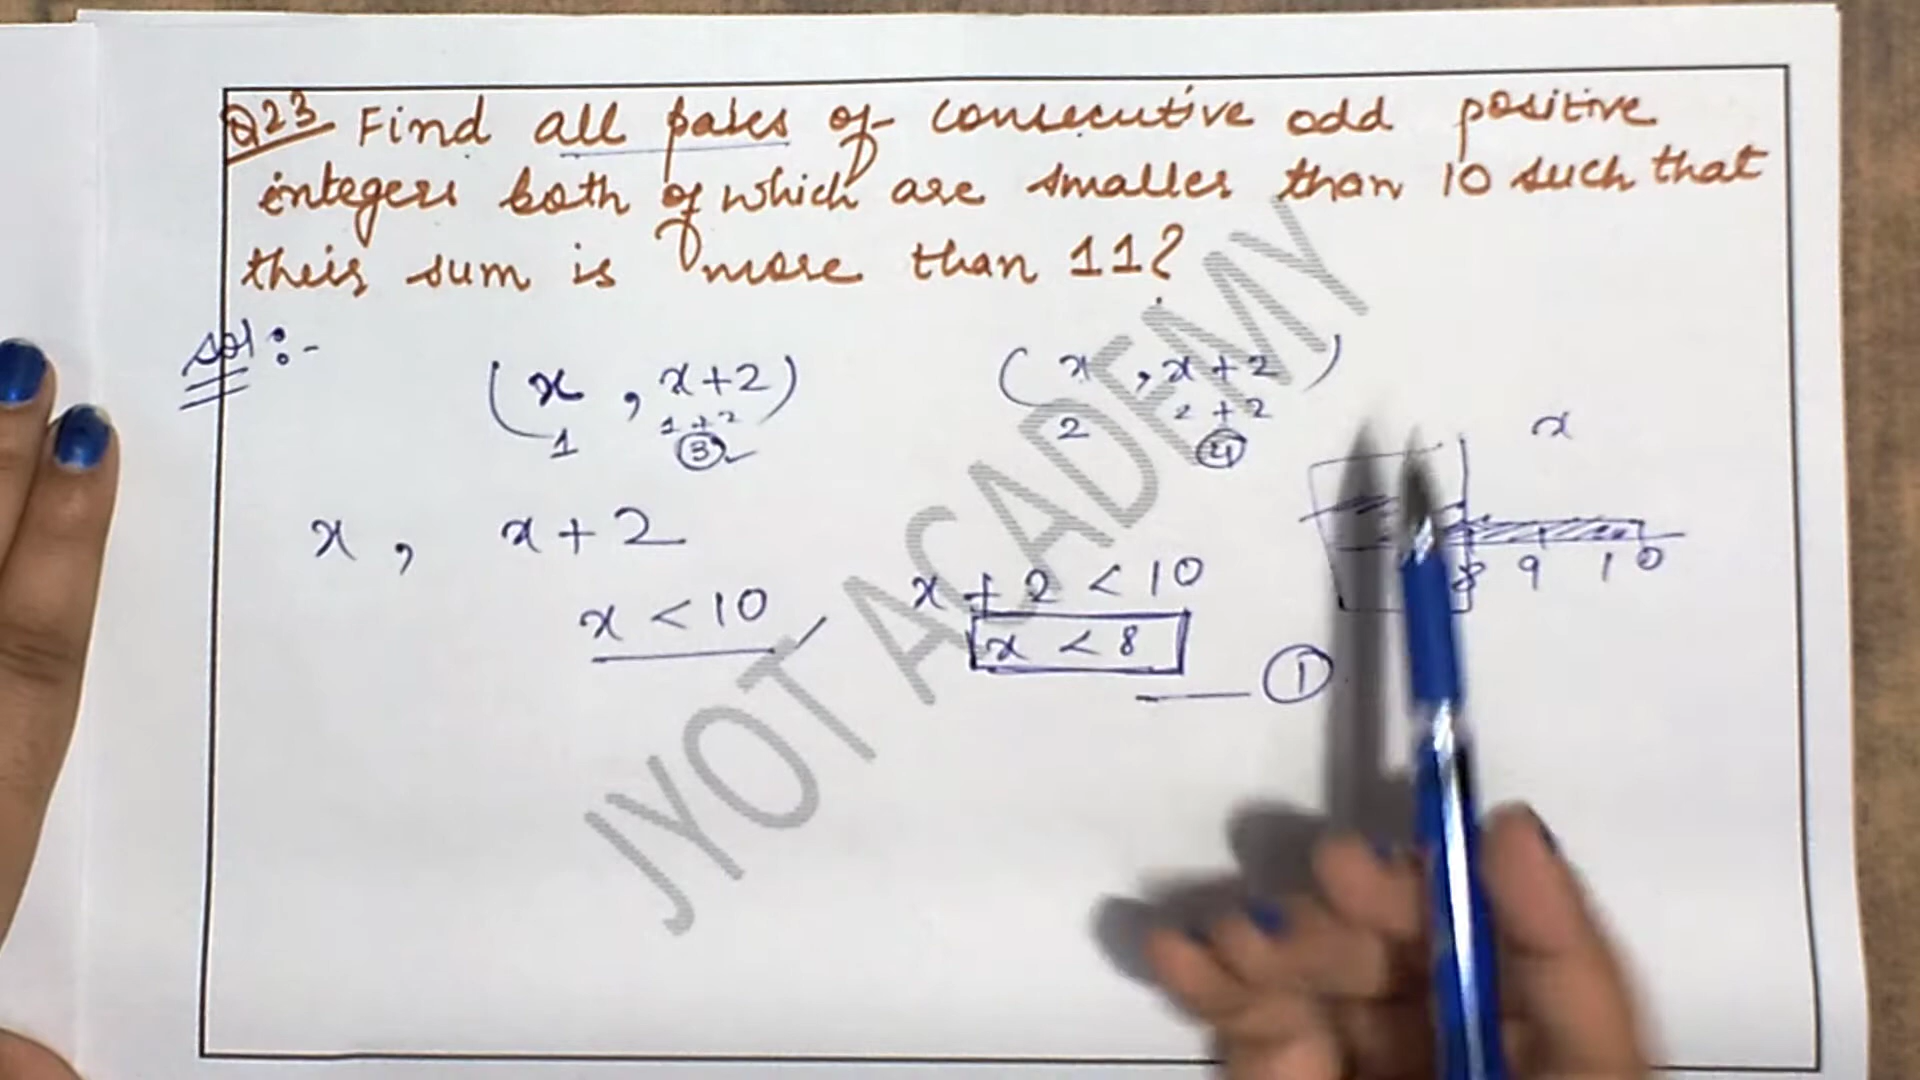 Q23 Find all pairs of consecutive odd positive
integers both of which are smaller than 10 such that
their sum is more than 11?
Sol:-
(x , x+2)
1 1+2
3
(x , x+2)
2 2+2
4
x
x , x+2
8 9 10
x < 10
x + 2 < 10
x < 8
1
JYOT ACADEMY